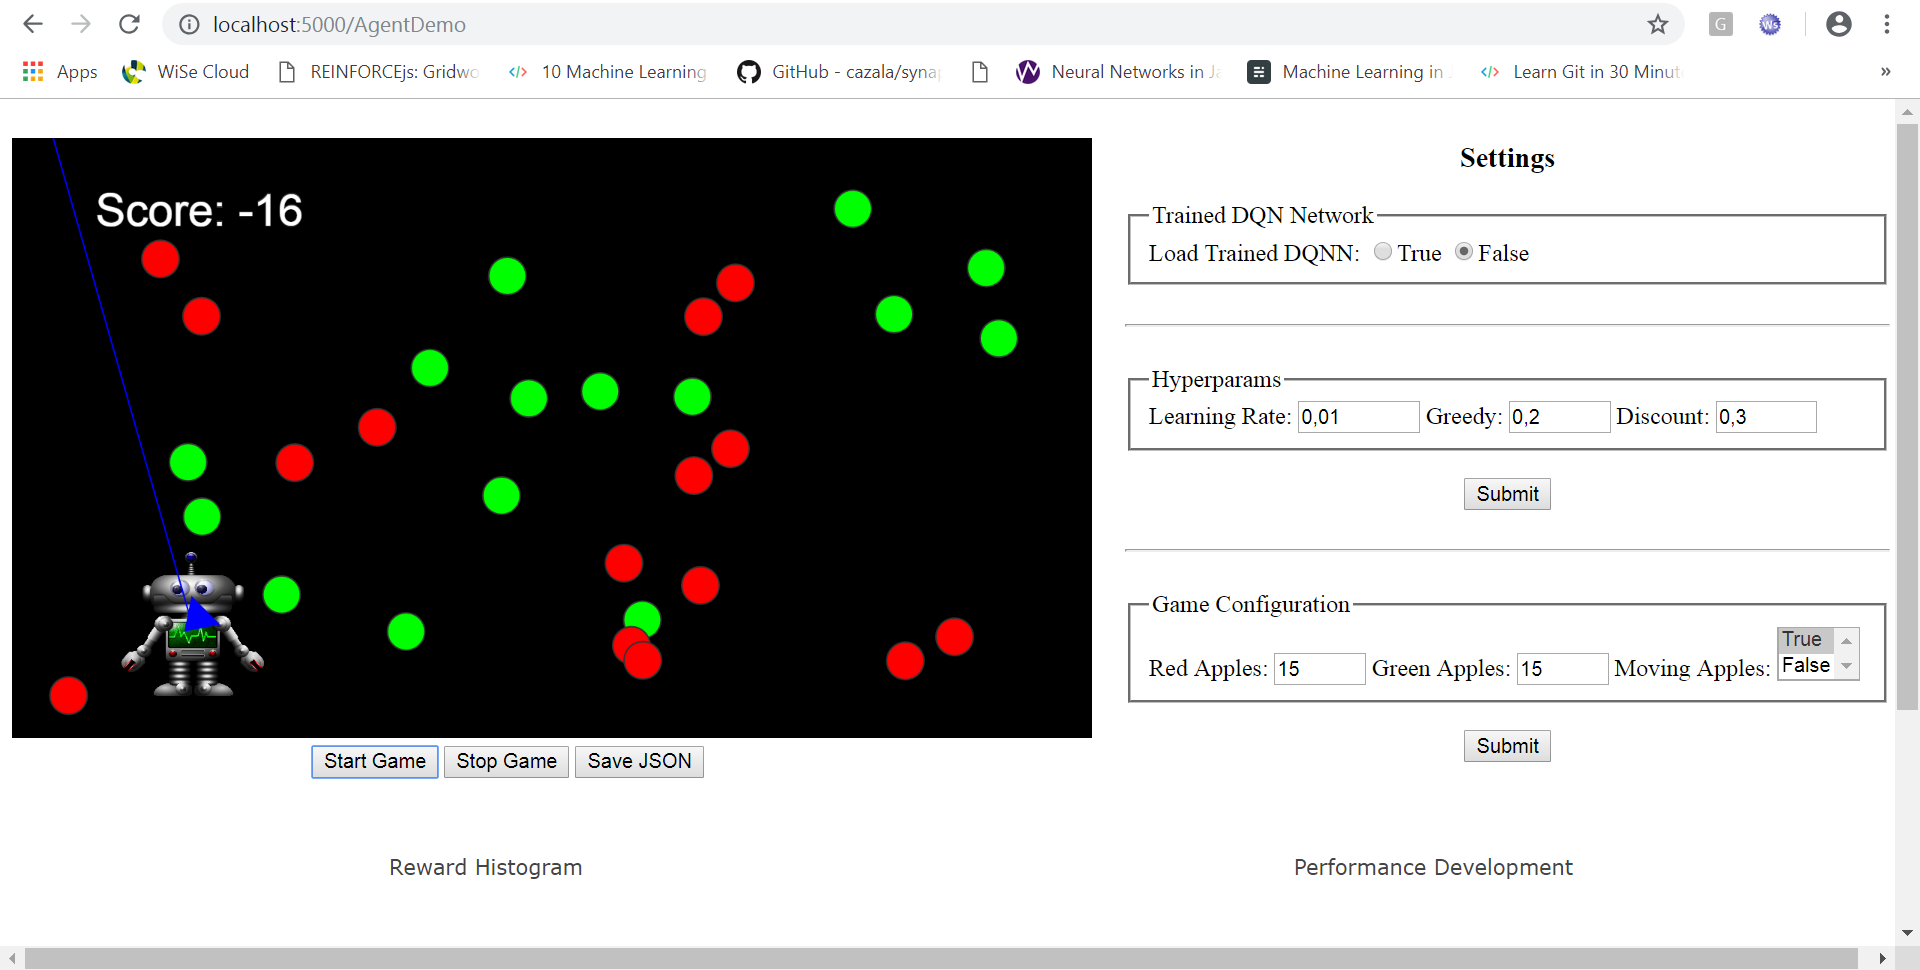 localhost:5000/AgentDemo
G
Ws
Apps WiSe Cloud REINFORCEjs: Gridwo 10 Machine Learning GitHub - cazala/synap Neural Networks in Ja Machine Learning in Learn Git in 30 Minut »
Score: -16
Settings
Trained DQN Network
Load Trained DQNN: True False
Hyperparams
Learning Rate: 0,01 Greedy: 0,2 Discount: 0,3
Submit
Game Configuration
Red Apples: 15 Green Apples: 15 Moving Apples: True
False
Submit
Start Game Stop Game Save JSON
Reward Histogram
Performance Development